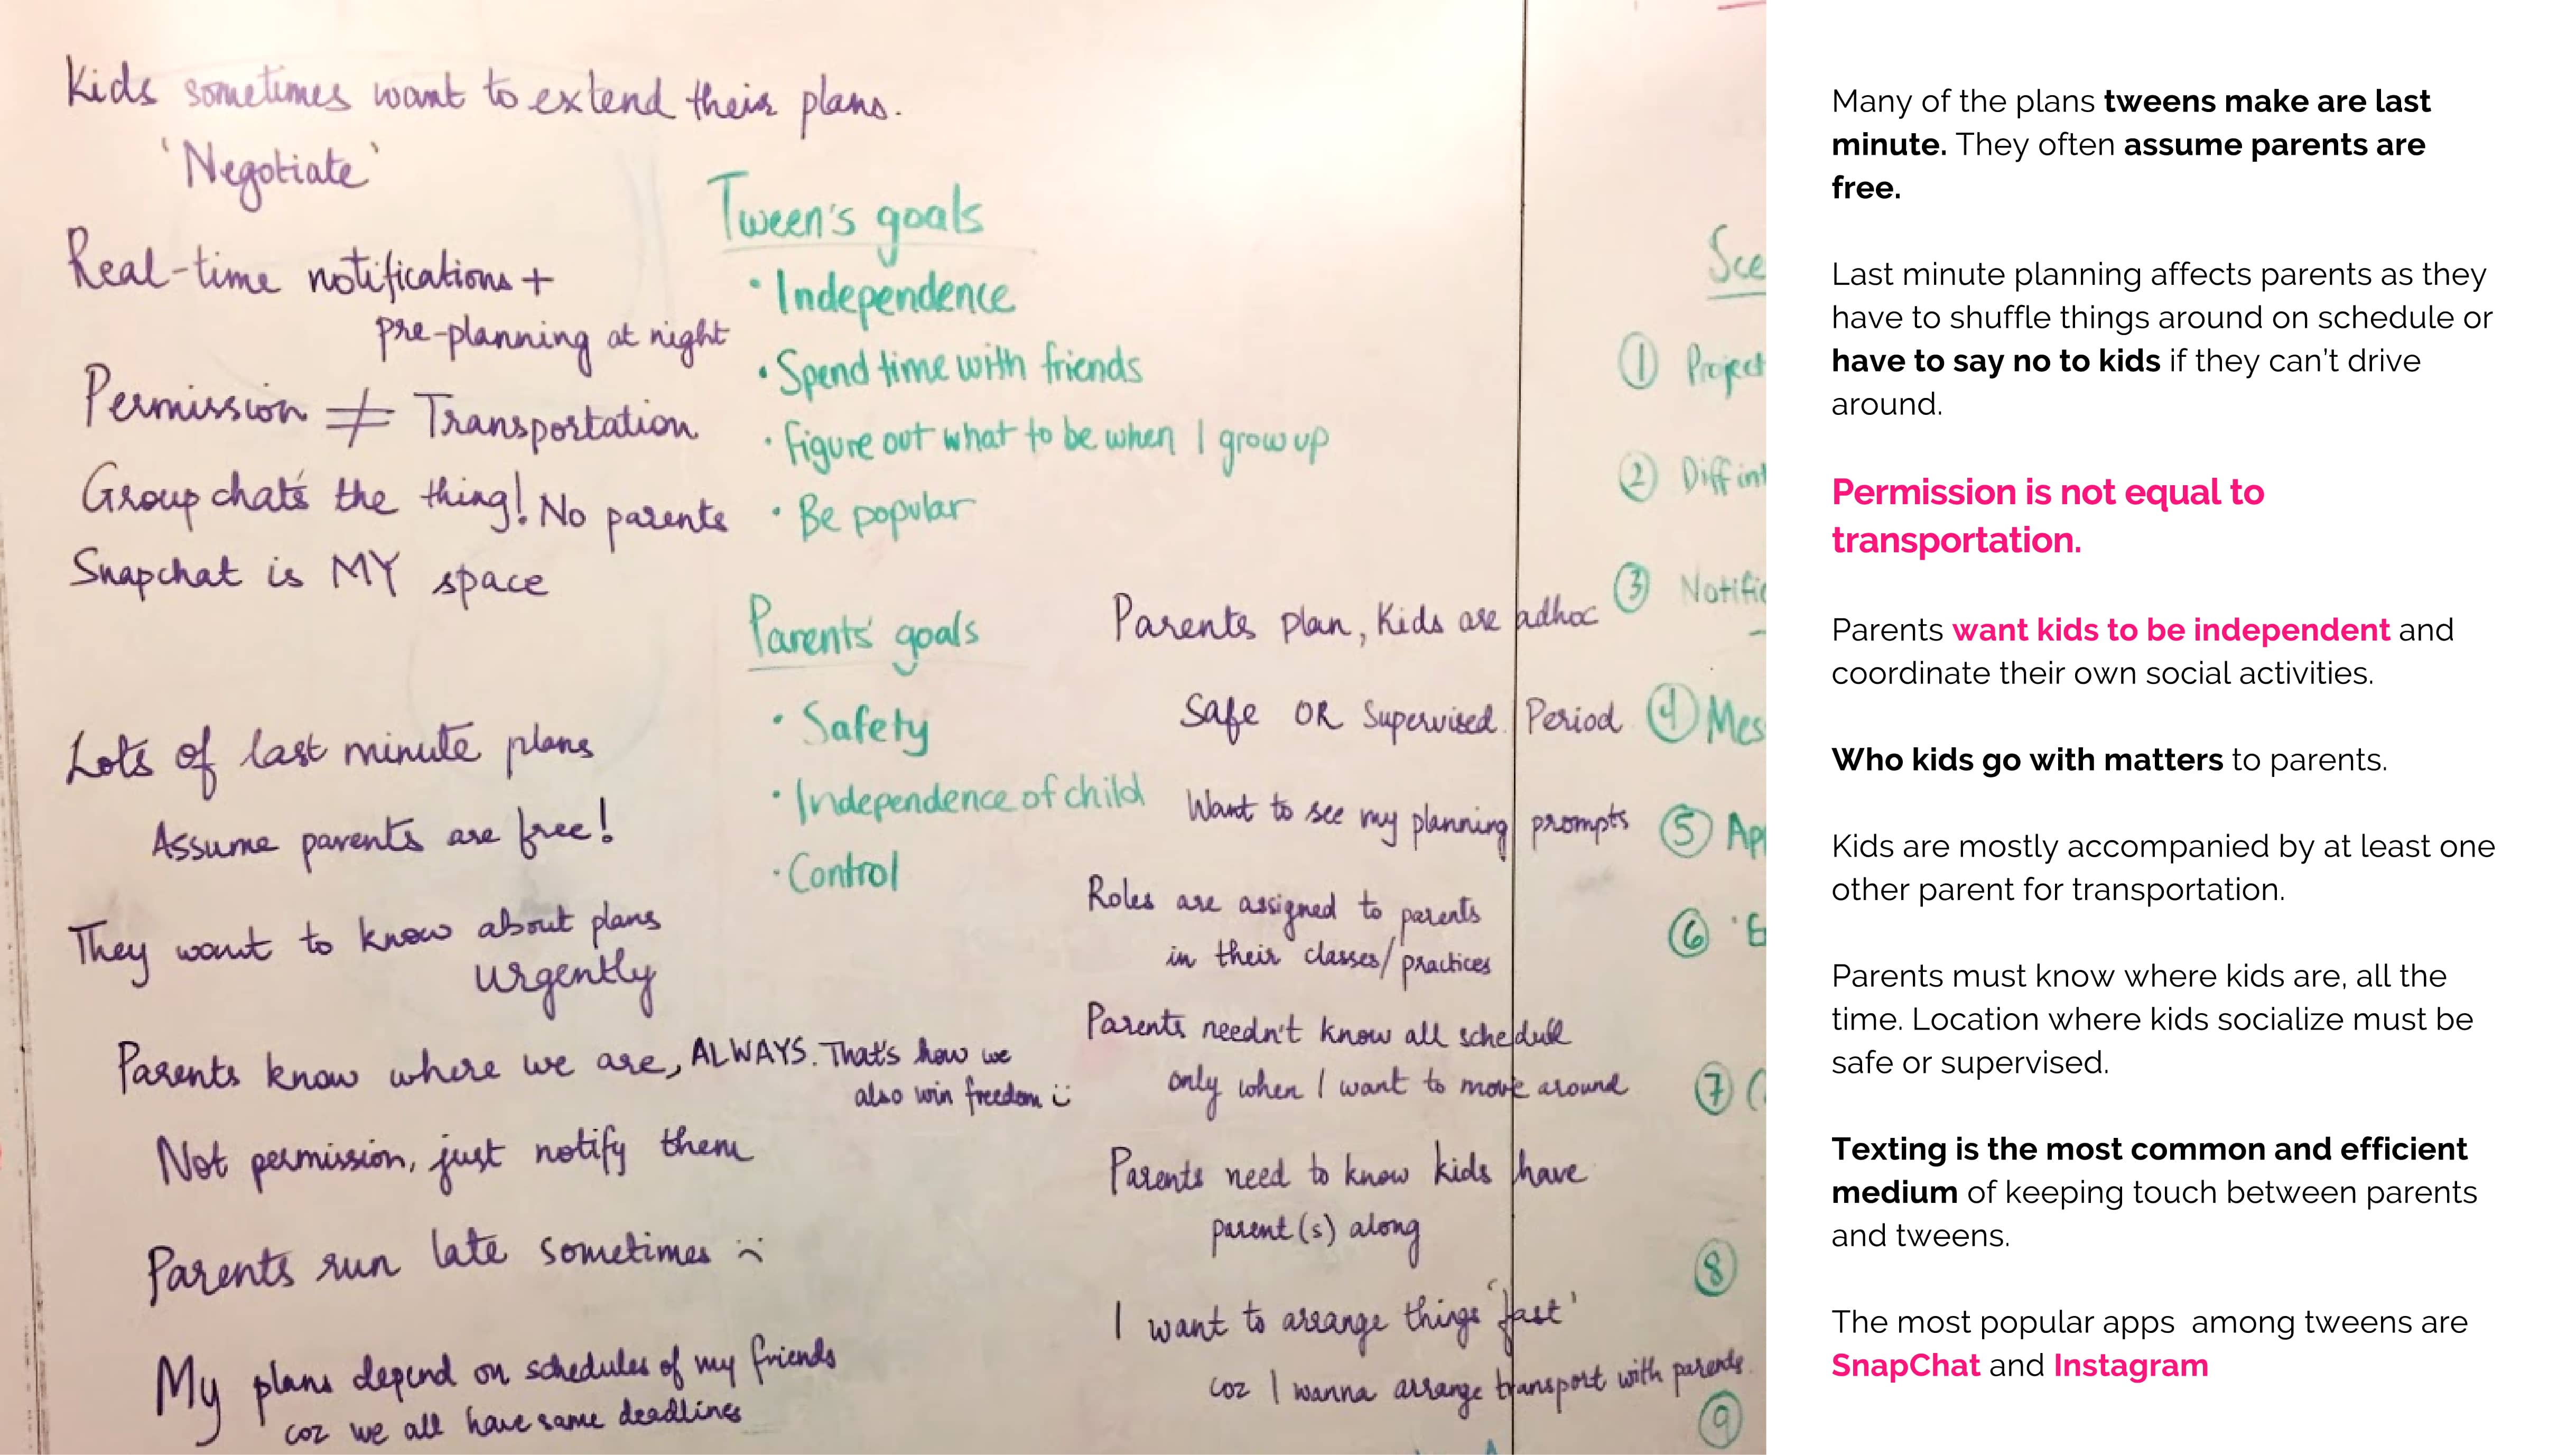 Kids sometimes want to extend their plans.
'Negotiate'
Real-time notifications +
pre-planning at night
Permission ≠ Transportation
Group chat's the thing! No parents
Snapchat is MY space
Lots of last minute plans
Assume parents are free!
They want to know about plans
urgently
Parents know where we are, ALWAYS. That's how we
also win freedom :)
Not permission, just notify them
Parents run late sometimes :(
My plans depend on schedules of my friends
coz we all have same deadlines
Tween's goals
• Independence
• Spend time with friends
• Figure out what to be when I grow up
• Be popular
Parents' goals
• Safety
• Independence of child
• Control
Parents plan, Kids are adhoc
Safe OR Supervised Period
Want to see my planning prompts
Roles are assigned to parents
in their classes/practices
Parents needn't know all schedule
only when I want to move around
Parents need to know kids have
parent(s) along
I want to arrange things 'fast'
coz I wanna arrange transport with parents.
Sce
① Project
② Diff int
③ Notific
④ Mes
⑤ App
⑥ 'E
⑦ (
⑧
⑨
Many of the plans tweens make are last
minute. They often assume parents are
free.
Last minute planning affects parents as they
have to shuffle things around on schedule or
have to say no to kids if they can't drive
around.
Permission is not equal to
transportation.
Parents want kids to be independent and
coordinate their own social activities.
Who kids go with matters to parents.
Kids are mostly accompanied by at least one
other parent for transportation.
Parents must know where kids are, all the
time. Location where kids socialize must be
safe or supervised.
Texting is the most common and efficient
medium of keeping touch between parents
and tweens.
The most popular apps  among tweens are
SnapChat and Instagram